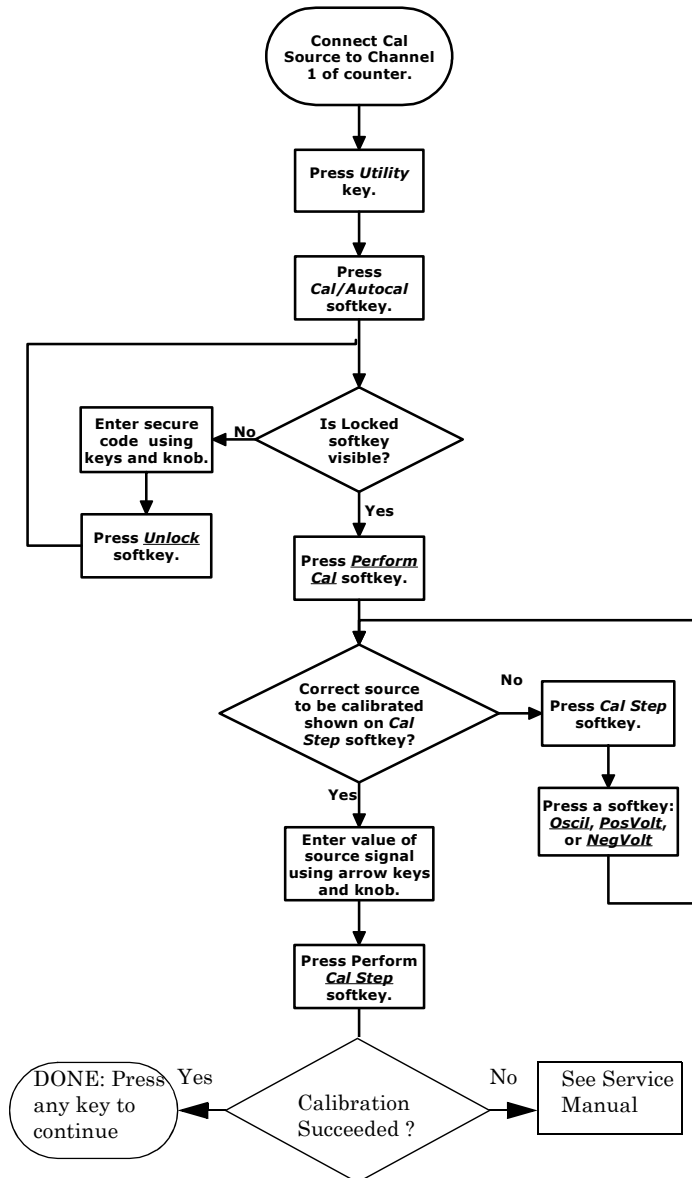 Connect Cal
Source to Channel
1 of counter.
Press Utility
key.
Press
Cal/Autocal
softkey.
Is Locked
softkey
visible?
No
Enter secure
code using
keys and knob.
Press Unlock
softkey.
Yes
Press Perform
Cal softkey.
Correct source
to be calibrated
shown on Cal
Step softkey?
No
Press Cal Step
softkey.
Press a softkey:
Oscil, PosVolt,
or NegVolt
Yes
Enter value of
source signal
using arrow keys
and knob.
Press Perform
Cal Step
softkey.
Calibration
Succeeded ?
Yes
DONE: Press
any key to
continue
No
See Service
Manual